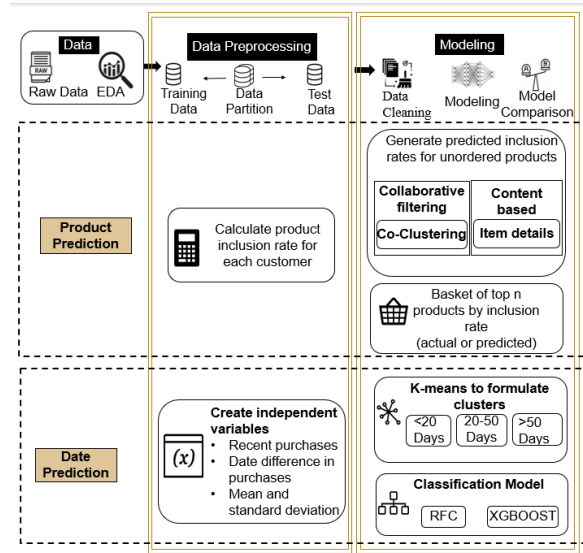 Data
RAW
Raw Data
EDA
Data Preprocessing
Training
Data
Data
Partition
Test
Data
Modeling
Data
Cleaning
Modeling
Model
Comparison
Product
Prediction
Calculate product
inclusion rate for
each customer
Generate predicted inclusion
rates for unordered products
Collaborative
filtering
Co-Clustering
Content
based
Item details
Basket of top n
products by inclusion
rate
(actual or predicted)
Date
Prediction
(x)
Create independent
variables
• Recent purchases
• Date difference in
purchases
• Mean and
standard deviation
K-means to formulate
clusters
<20
Days
20-50
Days
>50
Days
Classification Model
RFC
XGBOOST